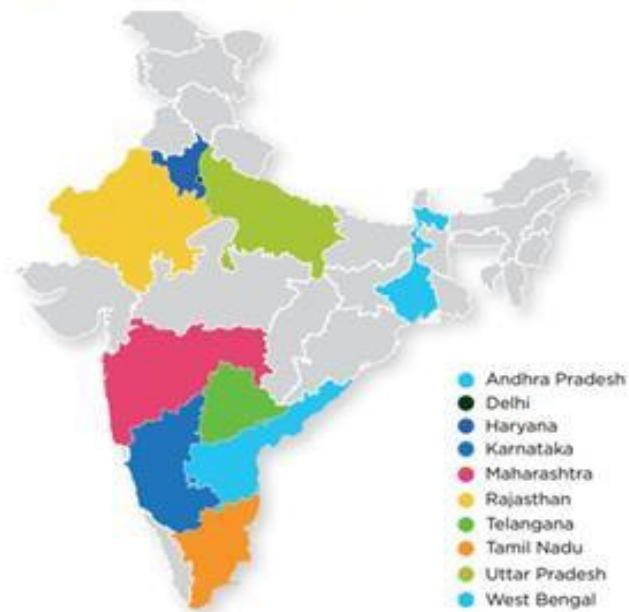 Andhra Pradesh
Delhi
Haryana
Karnataka
Maharashtra
Rajasthan
Telangana
Tamil Nadu
Uttar Pradesh
West Bengal